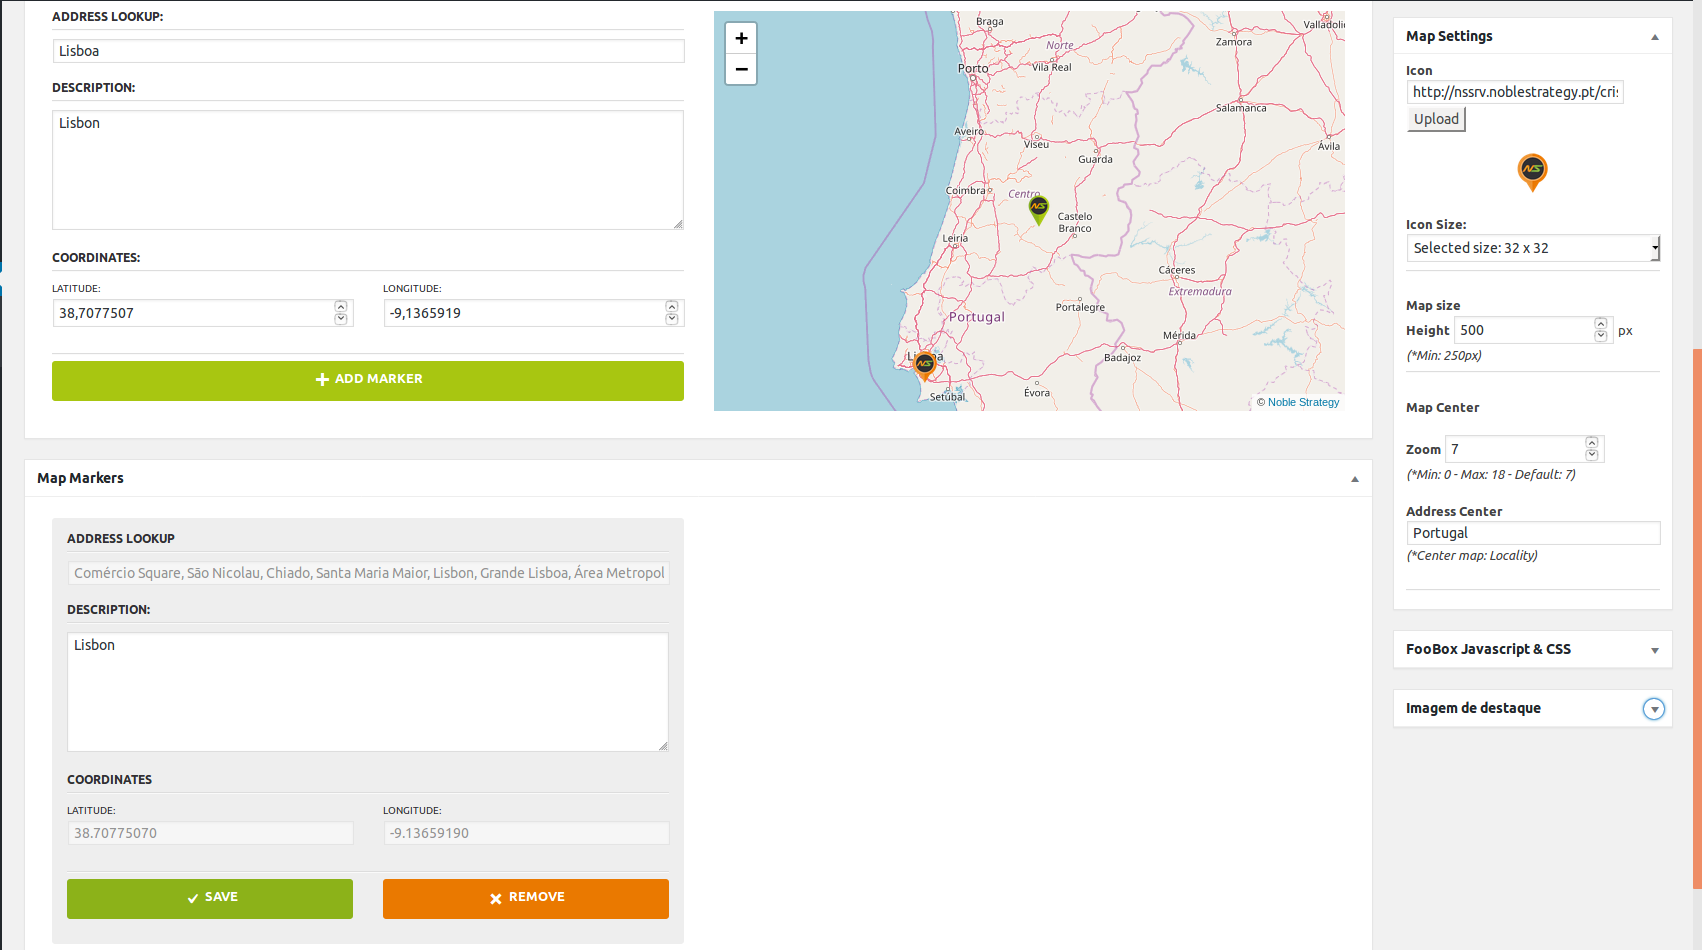 ADDRESS LOOKUP:
Lisboa
DESCRIPTION:
Lisbon
COORDINATES:
LATITUDE:
LONGITUDE:
38,7077507
-9,1365919
ADD MARKER
+
−
Braga
Norte
Vila Real
Porto
Zamora
Salamanca
Aveiro
Viseu
Guarda
Ávila
Coimbra
Centro
NS
Castelo
Branco
Leiria
Cáceres
Extremadura
Portalegre
Portugal
Mérida
Badajoz
NS
Setúbal
Évora
© Noble Strategy
Map Markers
ADDRESS LOOKUP
Comércio Square, São Nicolau, Chiado, Santa Maria Maior, Lisbon, Grande Lisboa, Área Metropol
DESCRIPTION:
Lisbon
COORDINATES
LATITUDE:
LONGITUDE:
38.70775070
-9.13659190
SAVE
REMOVE
Map Settings
Icon
http://nssrv.noblestrategy.pt/cris
Upload
NS
Icon Size:
Selected size: 32 x 32
Map size
Height 500 px
(*Min: 250px)
Map Center
Zoom 7
(*Min: 0 - Max: 18 - Default: 7)
Address Center
Portugal
(*Center map: Locality)
FooBox Javascript & CSS
Imagem de destaque